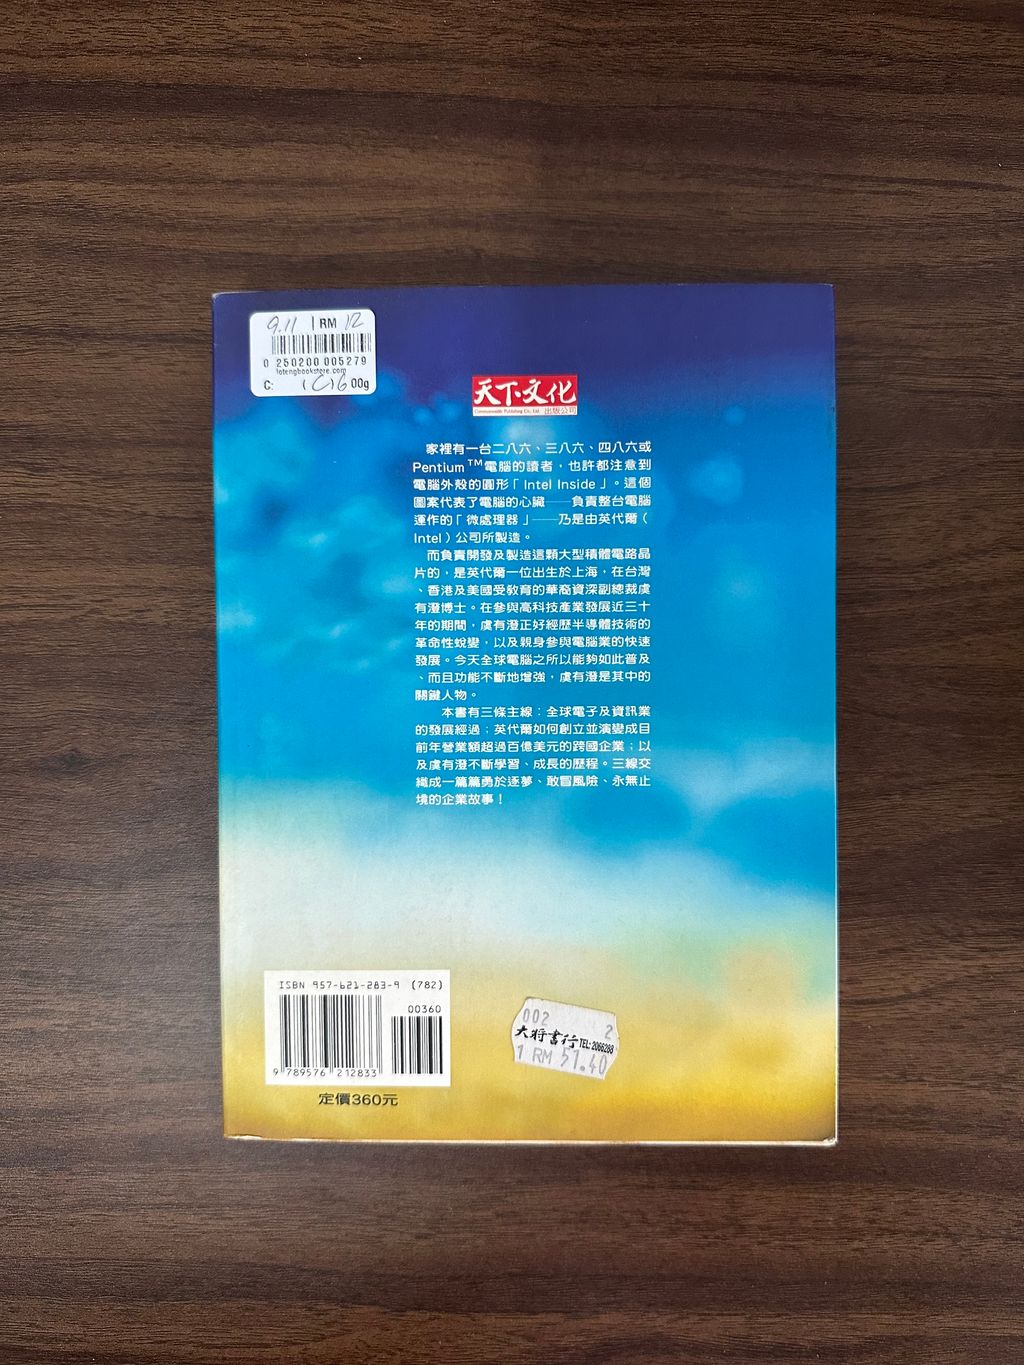 9.11 | RM 12
0 250200 005279
lotengbookstore.com
C: 00g
天下文化
Commonwealth Publishing Co., Ltd. 出版公司
家裡有一台二八六、三八六、四八六或
Pentium™電腦的讀者，也許都注意到
電腦外殼的圓形「Intel Inside」。這個
圖案代表了電腦的心臟──負責整台電腦
運作的「微處理器」──乃是由英代爾（
Intel）公司所製造。
而負責開發及製造這顆大型積體電路晶
片的，是英代爾一位出生於上海，在台灣
、香港及美國受教育的華裔資深副總裁虞
有澄博士。在參與高科技產業發展近三十
年的期間，虞有澄正好經歷半導體技術的
革命性蛻變，以及親身參與電腦業的快速
發展。今天全球電腦之所以能夠如此普及
、而且功能不斷地增強，虞有澄是其中的
關鍵人物。
本書有三條主線：全球電子及資訊業
的發展經過；英代爾如何創立並演變成目
前年營業額超過百億美元的跨國企業；以
及虞有澄不斷學習、成長的歷程。三線交
織成一篇篇勇於逐夢、敢冒風險、永無止
境的企業故事！
ISBN 957-621-283-9 (782)
00360
9 789576 212833
定價360元
002 2
大將書行 TEL:2066288
1 RM 51.40